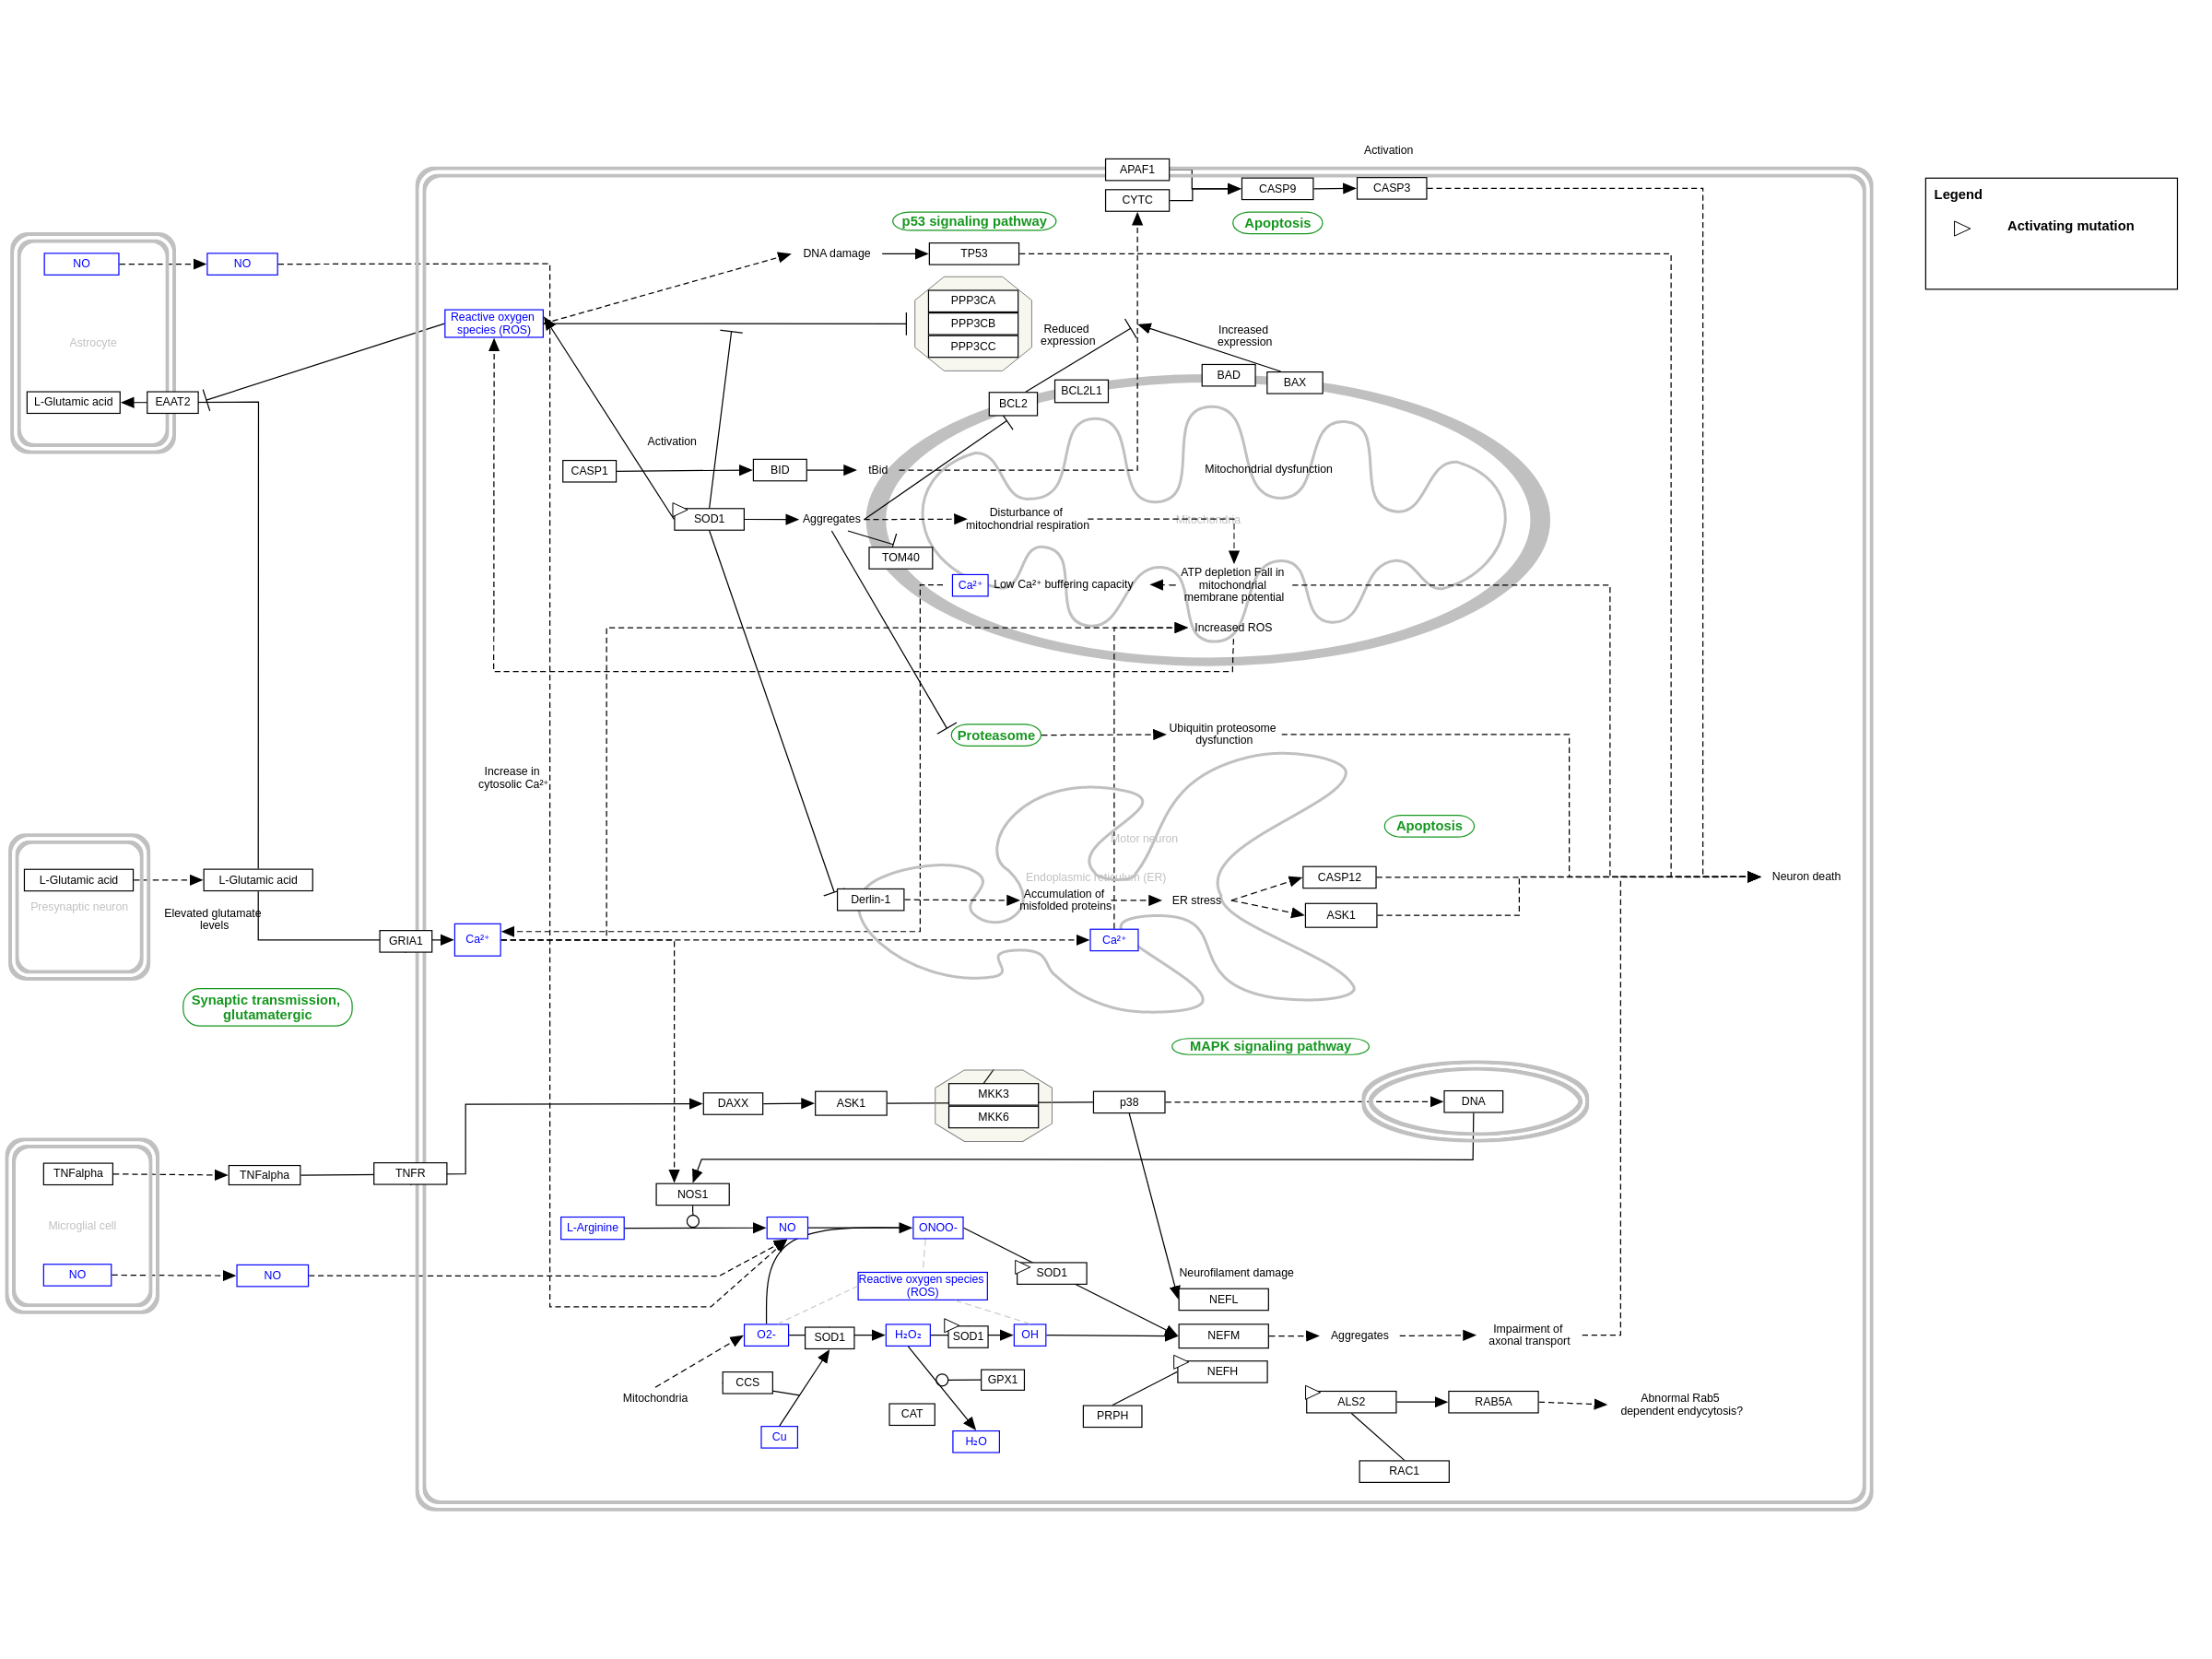 Activation
APAF1
CASP9
CASP3
CYTC
Legend
Activating mutation
p53 signaling pathway
Apoptosis
NO
NO
DNA damage
TP53
PPP3CA
PPP3CB
PPP3CC
Reactive oxygen
species (ROS)
Reduced
expression
Increased
expression
Astrocyte
L-Glutamic acid
EAAT2
BCL2
BCL2L1
BAD
BAX
Activation
CASP1
BID
tBid
Mitochondrial dysfunction
SOD1
Aggregates
Disturbance of
mitochondrial respiration
Mitochondria
TOM40
Ca²⁺
Low Ca²⁺ buffering capacity
ATP depletion Fall in
mitochondrial
membrane potential
Increased ROS
Proteasome
Ubiquitin proteosome
dysfunction
Increase in
cytosolic Ca²⁺
Motor neuron
Apoptosis
L-Glutamic acid
L-Glutamic acid
Presynaptic neuron
Elevated glutamate
levels
Endoplasmic reticulum (ER)
Derlin-1
Accumulation of
misfolded proteins
ER stress
CASP12
ASK1
Neuron death
GRIA1
Ca²⁺
Ca²⁺
Synaptic transmission,
glutamatergic
MAPK signaling pathway
DAXX
ASK1
MKK3
MKK6
p38
DNA
TNFalpha
TNFalpha
TNFR
NOS1
Microglial cell
L-Arginine
NO
ONOO-
NO
NO
Reactive oxygen species
(ROS)
SOD1
Neurofilament damage
NEFL
O2-
SOD1
H₂O₂
SOD1
OH
NEFM
Aggregates
Impairment of
axonal transport
Mitochondria
CCS
GPX1
NEFH
CAT
PRPH
ALS2
RAB5A
Abnormal Rab5
dependent endycytosis?
Cu
H₂O
RAC1